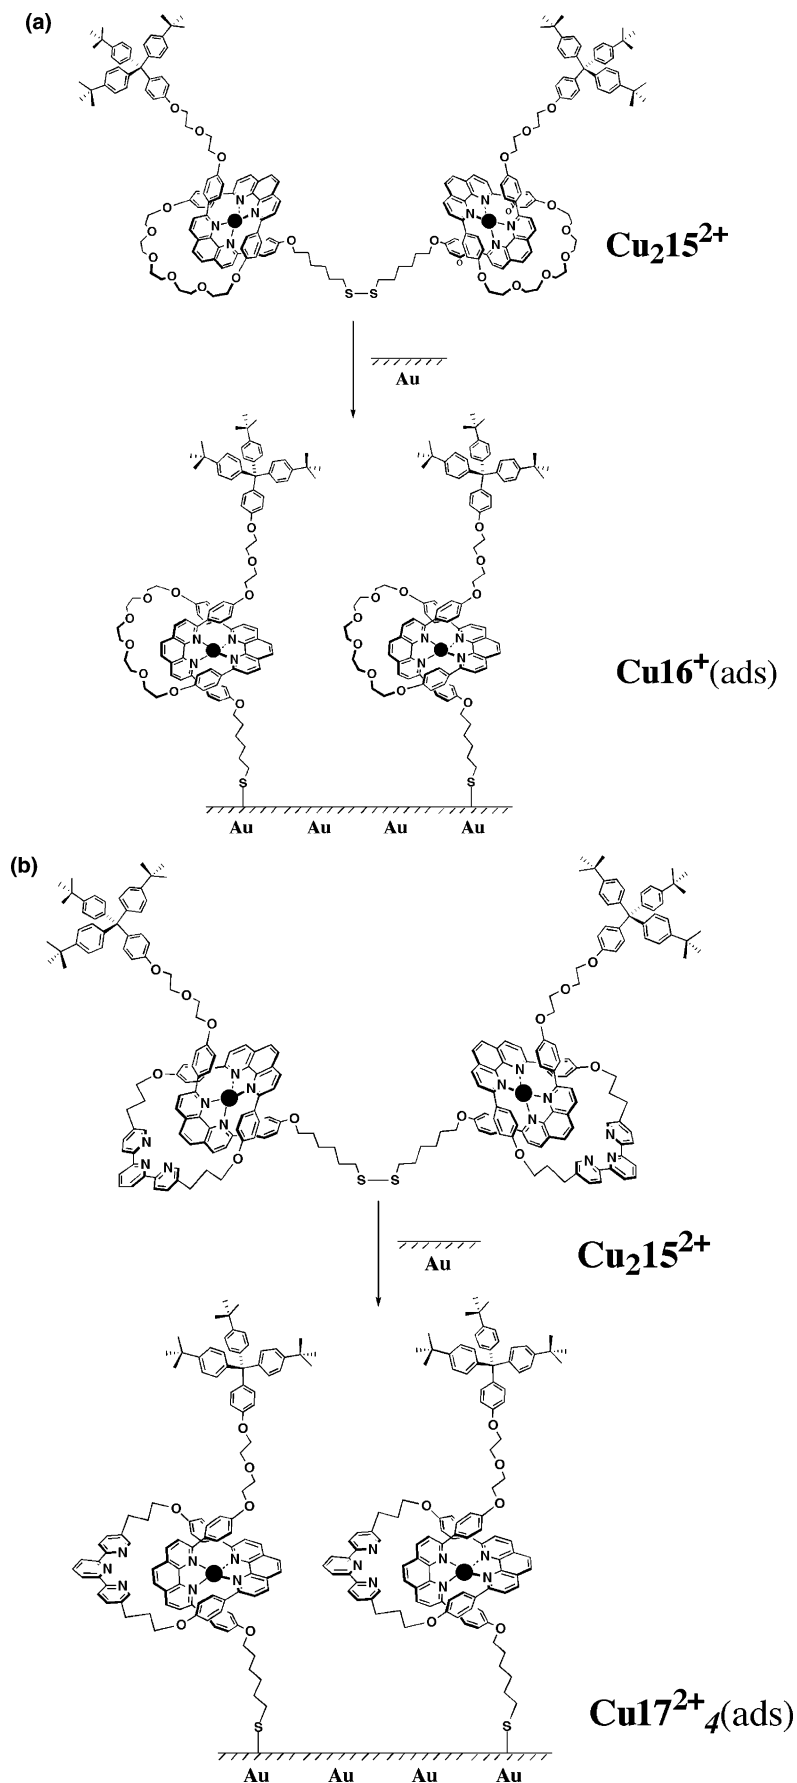 (a)
Cu₂15²⁺
S—S
Au
Cu16⁺(ads)
S S
Au Au Au Au
(b)
S—S
Cu₂15²⁺
Au
Cu17²⁺₄(ads)
S S
Au Au Au Au